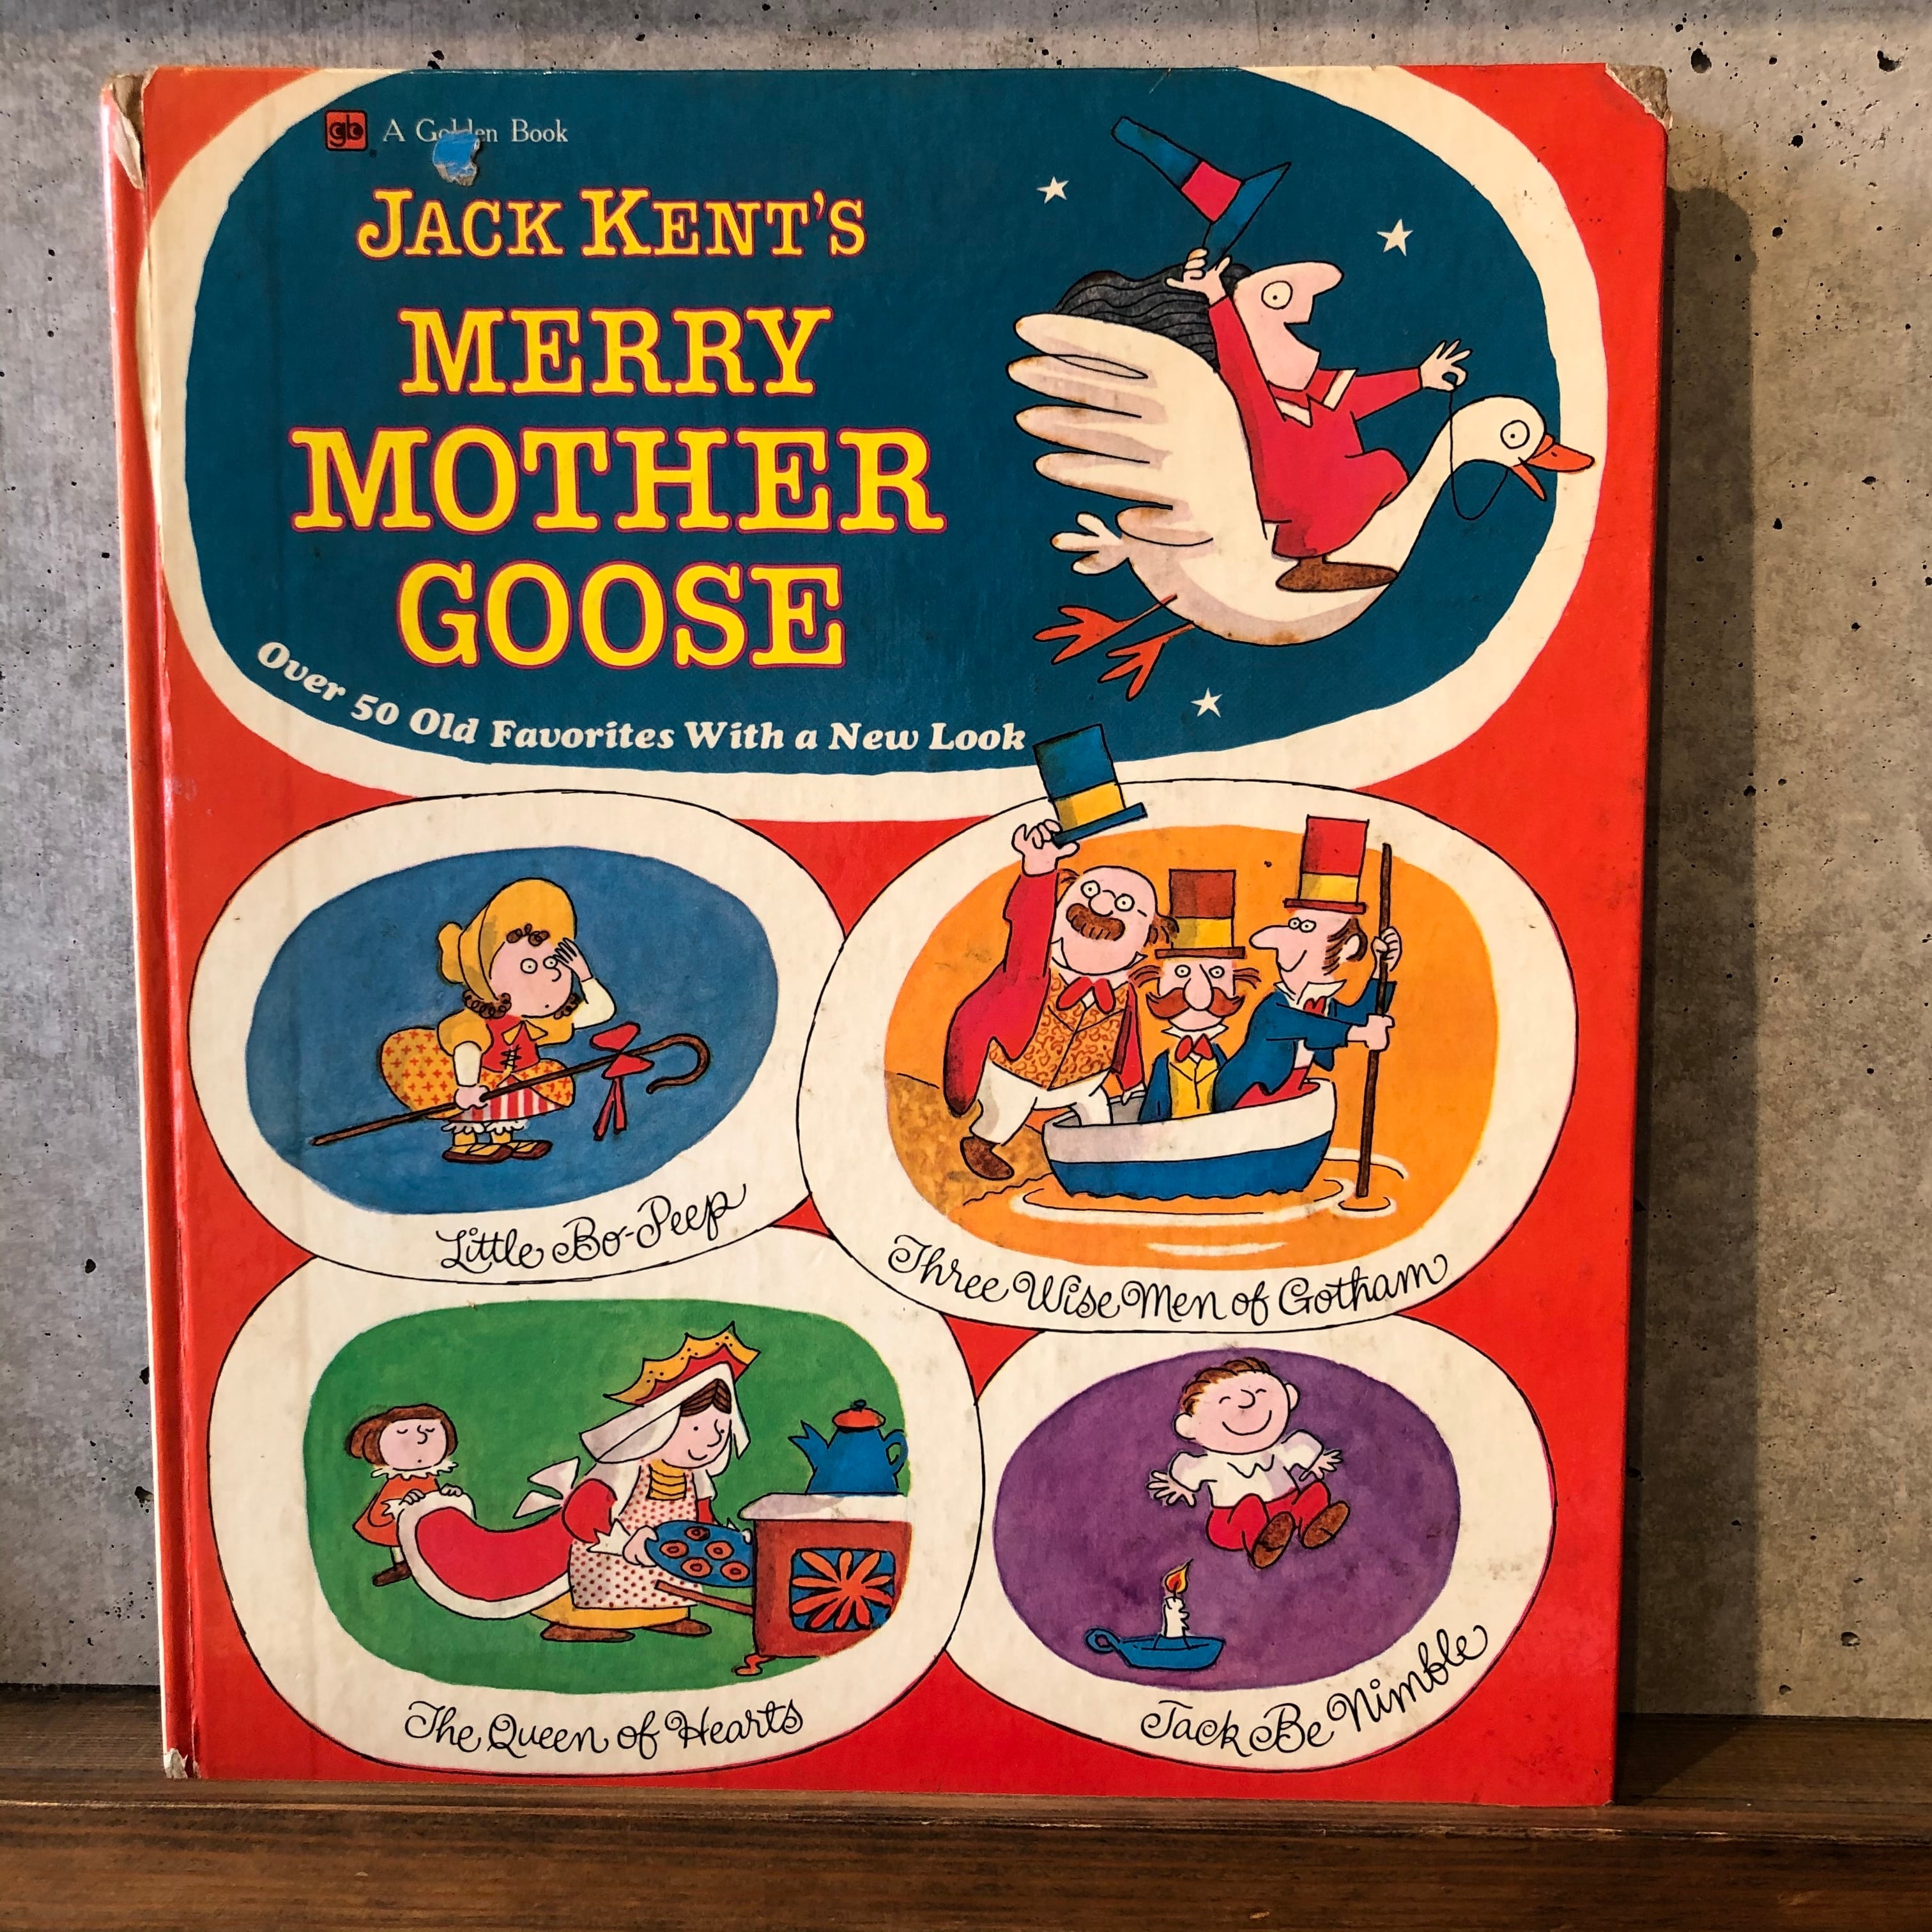 gb A Golden Book
JACK KENT'S
MERRY
MOTHER
GOOSE
Over 50 Old Favorites With a New Look
Little Bo-Peep
Three Wise Men of Gotham
The Queen of Hearts
Jack Be Nimble